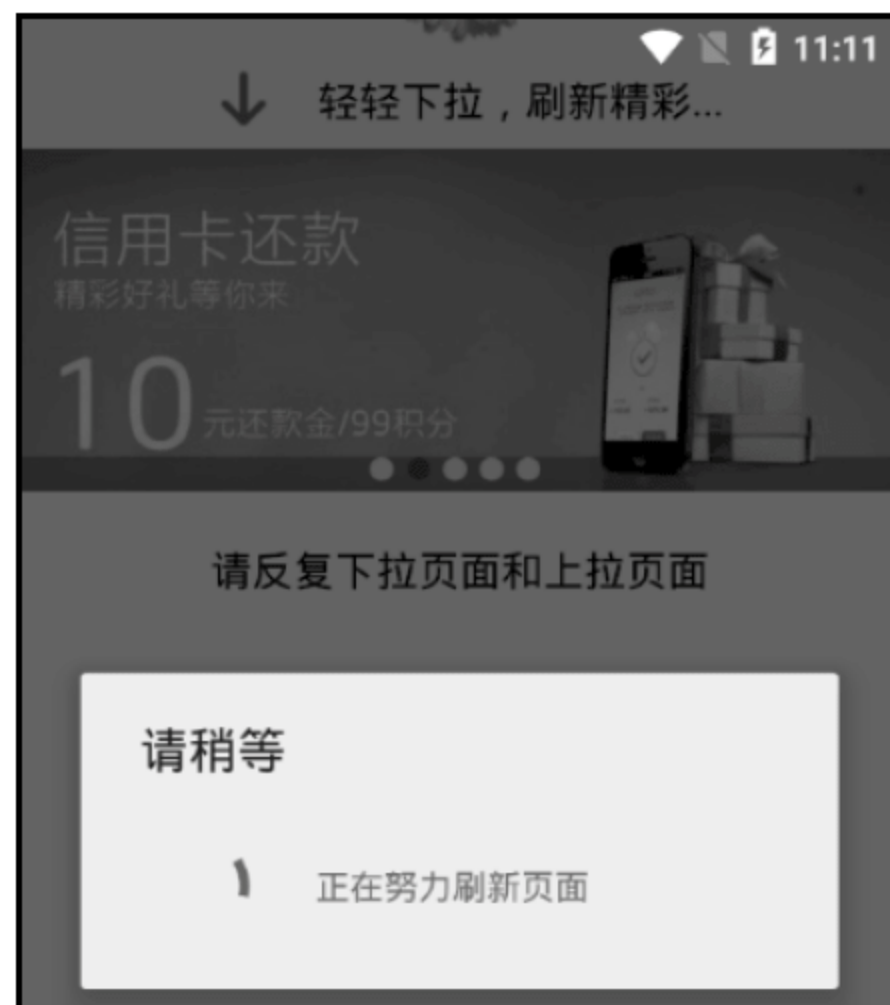 11:11
轻轻下拉，刷新精彩...
信用卡还款
精彩好礼等你来
10元还款金/99积分
请反复下拉页面和上拉页面
请稍等
正在努力刷新页面